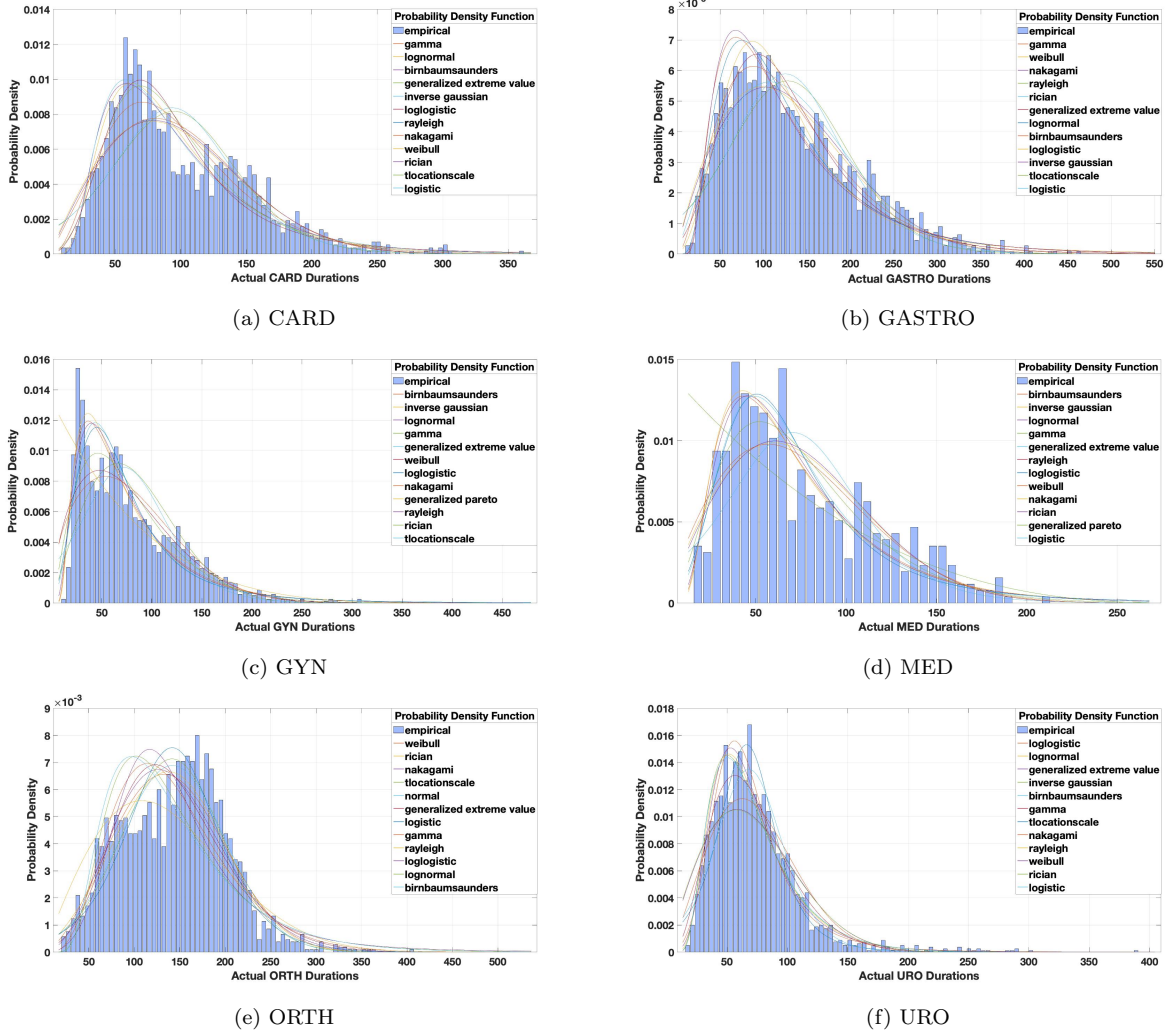 0.014
0.012
0.01
0.008
0.006
0.004
0.002
0
Probability Density
50
100
150
200
250
300
350
Actual CARD Durations
Probability Density Function
empirical
gamma
lognormal
birnbaumsaunders
generalized extreme value
inverse gaussian
loglogistic
rayleigh
nakagami
weibull
rician
tlocationscale
logistic
(a) CARD
8
7
6
5
4
3
2
1
0
Probability Density
50
100
150
200
250
300
350
400
450
500
550
Actual GASTRO Durations
Probability Density Function
empirical
gamma
weibull
nakagami
rayleigh
rician
generalized extreme value
lognormal
birnbaumsaunders
loglogistic
inverse gaussian
tlocationscale
logistic
(b) GASTRO
0.016
0.014
0.012
0.01
0.008
0.006
0.004
0.002
0
Probability Density
50
100
150
200
250
300
350
400
450
Actual GYN Durations
Probability Density Function
empirical
birnbaumsaunders
inverse gaussian
lognormal
gamma
generalized extreme value
weibull
loglogistic
nakagami
generalized pareto
rayleigh
rician
tlocationscale
(c) GYN
0.015
0.01
0.005
0
Probability Density
50
100
150
200
250
Actual MED Durations
Probability Density Function
empirical
birnbaumsaunders
inverse gaussian
lognormal
gamma
generalized extreme value
rayleigh
loglogistic
weibull
nakagami
rician
generalized pareto
logistic
(d) MED
9 ×10⁻³
8
7
6
5
4
3
2
1
0
Probability Density
50
100
150
200
250
300
350
400
450
500
Actual ORTH Durations
Probability Density Function
empirical
weibull
rician
nakagami
tlocationscale
normal
generalized extreme value
logistic
gamma
rayleigh
loglogistic
lognormal
birnbaumsaunders
(e) ORTH
0.018
0.016
0.014
0.012
0.01
0.008
0.006
0.004
0.002
0
Probability Density
50
100
150
200
250
300
350
400
Actual URO Durations
Probability Density Function
empirical
loglogistic
lognormal
generalized extreme value
inverse gaussian
birnbaumsaunders
gamma
tlocationscale
nakagami
rayleigh
weibull
rician
logistic
(f) URO